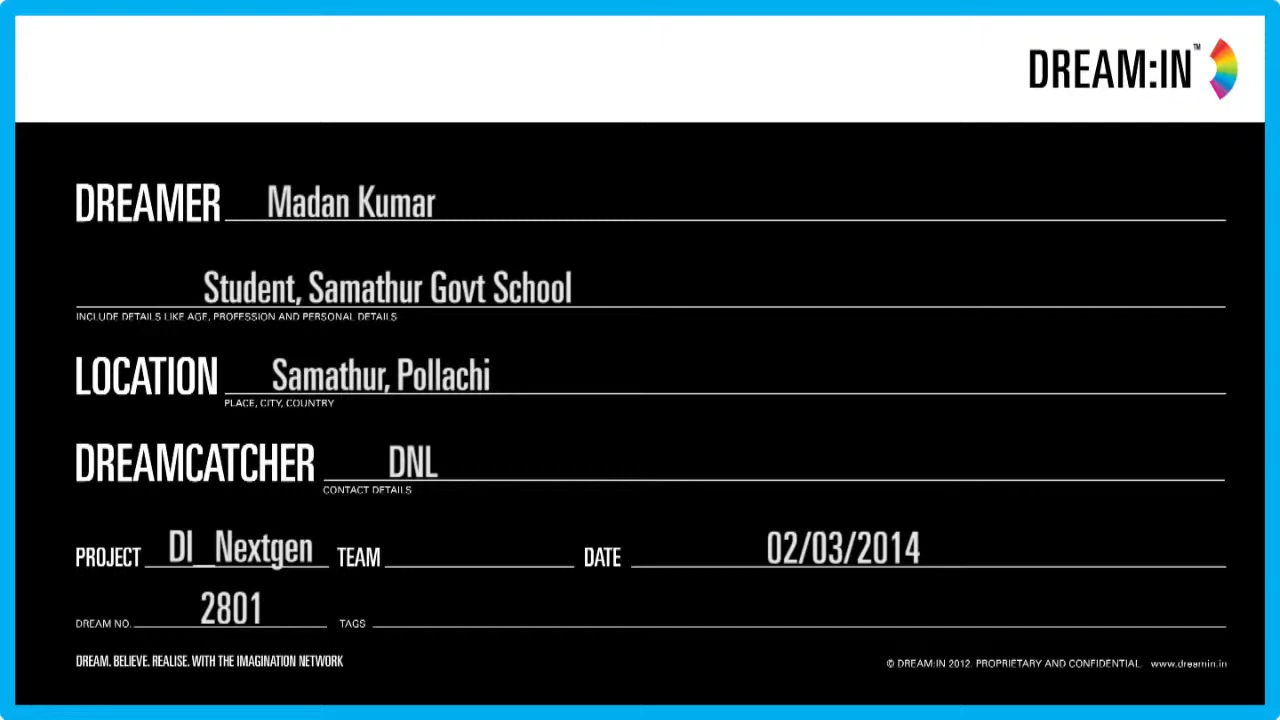 DREAM:IN™
DREAMER Madan Kumar
Student, Samathur Govt School
INCLUDE DETAILS LIKE AGE, PROFESSION AND PERSONAL DETAILS
LOCATION Samathur, Pollachi
PLACE, CITY, COUNTRY
DREAMCATCHER DNL
CONTACT DETAILS
PROJECT DI_Nextgen TEAM DATE 02/03/2014
DREAM NO. 2801 TAGS
DREAM. BELIEVE. REALISE. WITH THE IMAGINATION NETWORK © DREAM:IN 2012. PROPRIETARY AND CONFIDENTIAL. www.dreamin.in